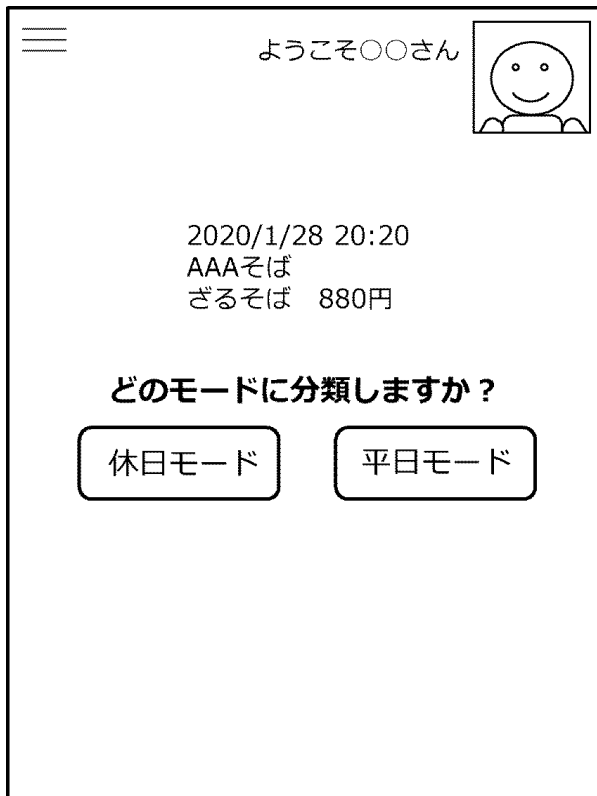 ようこそ○○さん
2020/1/28 20:20
AAAそば
ざるそば　880円
どのモードに分類しますか？
休日モード
平日モード